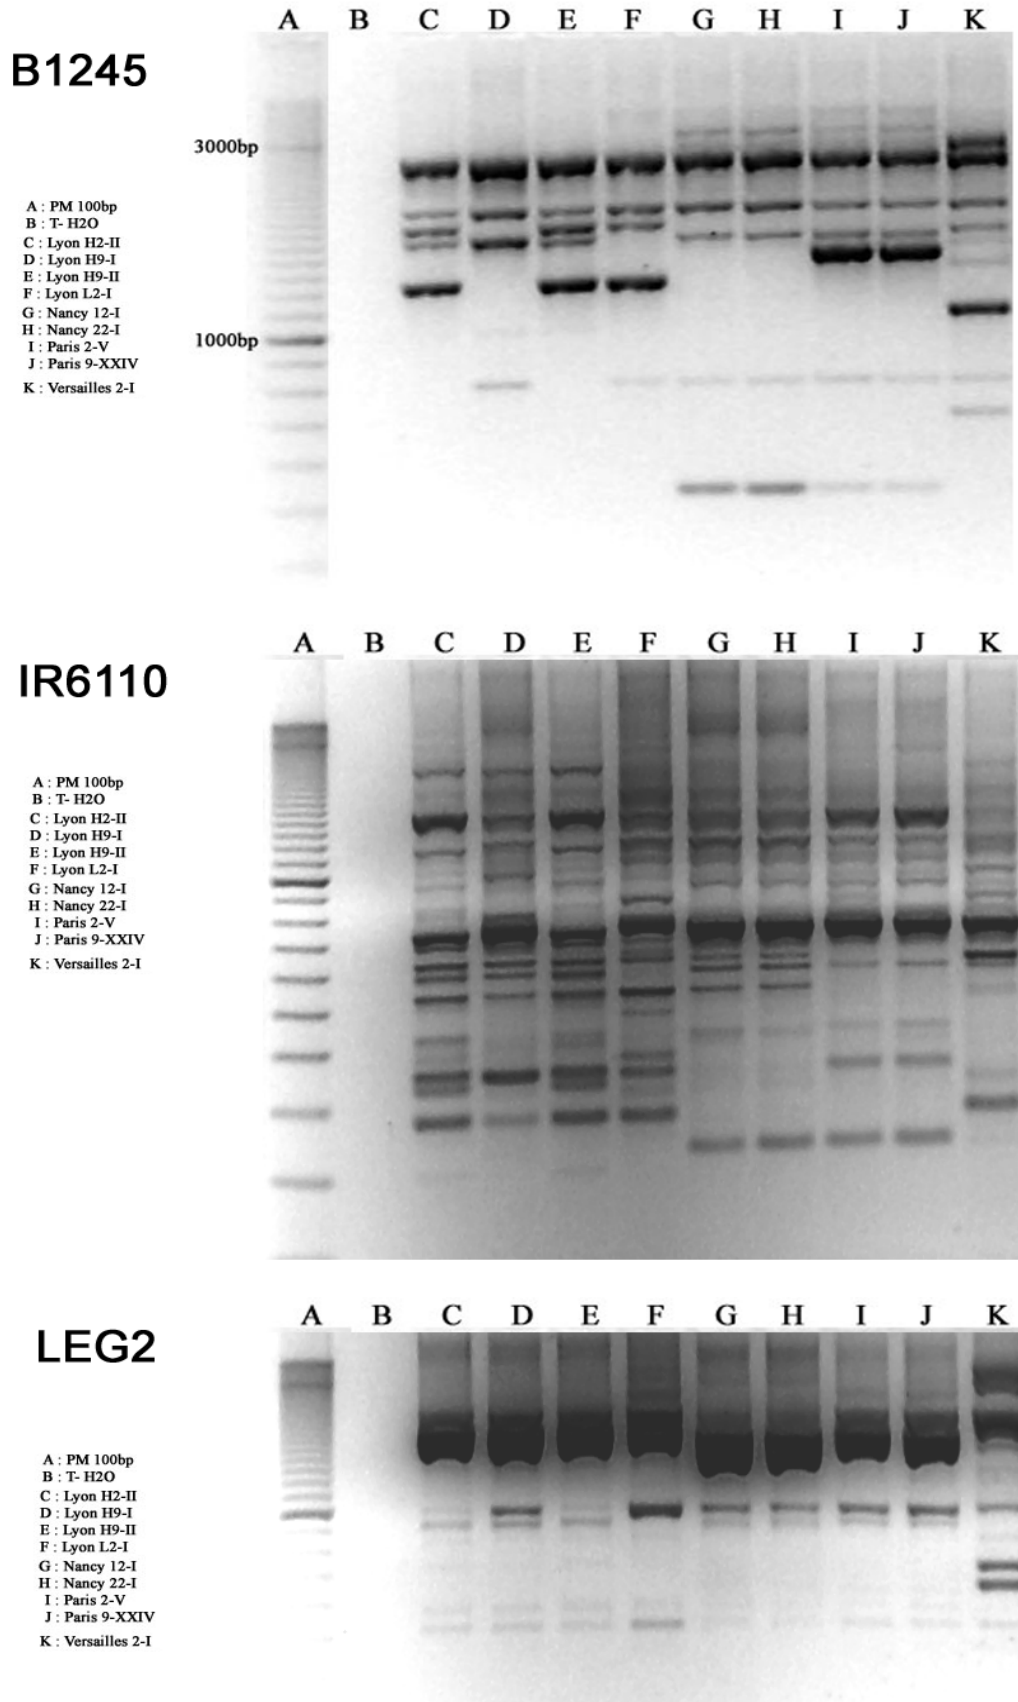 A B C D E F G H I J K
B1245
3000bp
A : PM 100bp
B : T- H2O
C : Lyon H2-II
D : Lyon H9-I
E : Lyon H9-II
F : Lyon L2-I
G : Nancy 12-I
H : Nancy 22-I
I : Paris 2-V
J : Paris 9-XXIV
K : Versailles 2-I
1000bp
A B C D E F G H I J K
IR6110
A : PM 100bp
B : T- H2O
C : Lyon H2-II
D : Lyon H9-I
E : Lyon H9-II
F : Lyon L2-I
G : Nancy 12-I
H : Nancy 22-I
I : Paris 2-V
J : Paris 9-XXIV
K : Versailles 2-I
A B C D E F G H I J K
LEG2
A : PM 100bp
B : T- H2O
C : Lyon H2-II
D : Lyon H9-I
E : Lyon H9-II
F : Lyon L2-I
G : Nancy 12-I
H : Nancy 22-I
I : Paris 2-V
J : Paris 9-XXIV
K : Versailles 2-I